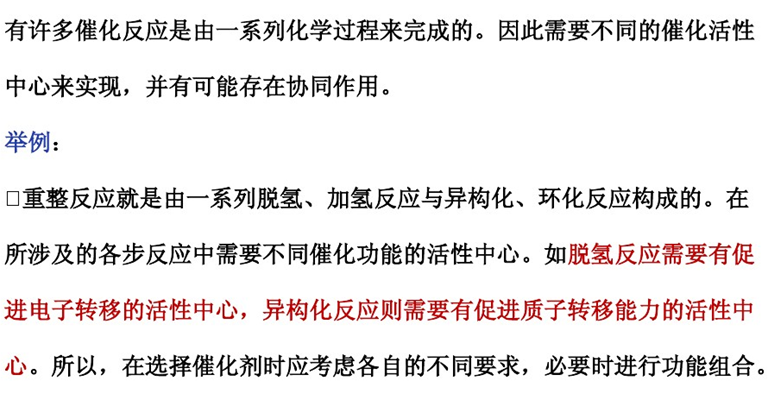 有许多催化反应是由一系列化学过程来完成的。因此需要不同的催化活性
中心来实现，并有可能存在协同作用。
举例：
□重整反应就是由一系列脱氢、加氢反应与异构化、环化反应构成的。在
所涉及的各步反应中需要不同催化功能的活性中心。如脱氢反应需要有促
进电子转移的活性中心，异构化反应则需要有促进质子转移能力的活性中
心。所以，在选择催化剂时应考虑各自的不同要求，必要时进行功能组合。